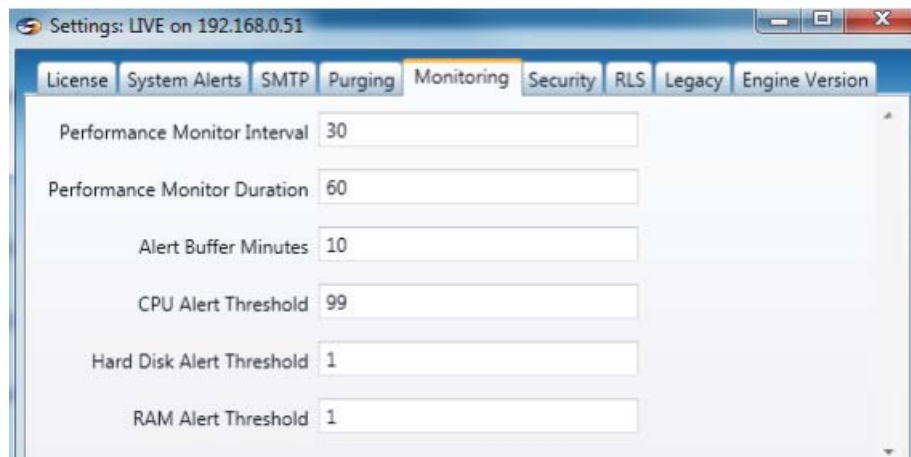 Settings: LIVE on 192.168.0.51
License System Alerts SMTP Purging Monitoring Security RLS Legacy Engine Version
Performance Monitor Interval 30
Performance Monitor Duration 60
Alert Buffer Minutes 10
CPU Alert Threshold 99
Hard Disk Alert Threshold 1
RAM Alert Threshold 1